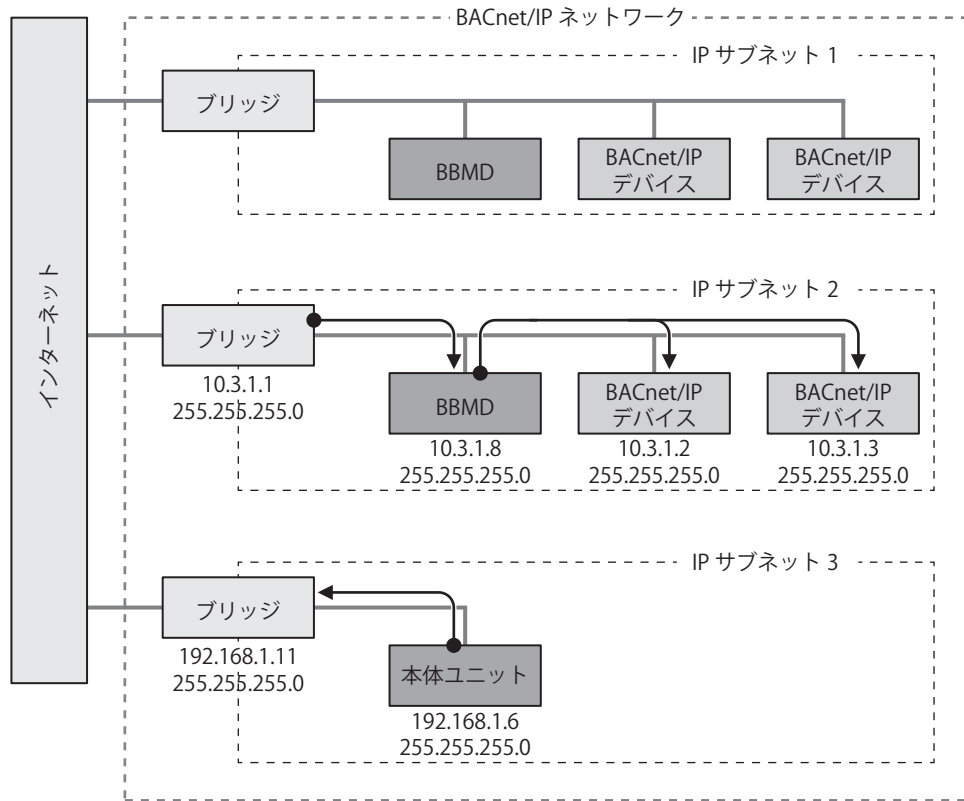 BACnet/IP ネットワーク
IP サブネット 1
ブリッジ
BBMD
BACnet/IP
デバイス
BACnet/IP
デバイス
インターネット
IP サブネット 2
ブリッジ
10.3.1.1
255.255.255.0
BBMD
10.3.1.8
255.255.255.0
BACnet/IP
デバイス
10.3.1.2
255.255.255.0
BACnet/IP
デバイス
10.3.1.3
255.255.255.0
IP サブネット 3
ブリッジ
192.168.1.11
255.255.255.0
本体ユニット
192.168.1.6
255.255.255.0